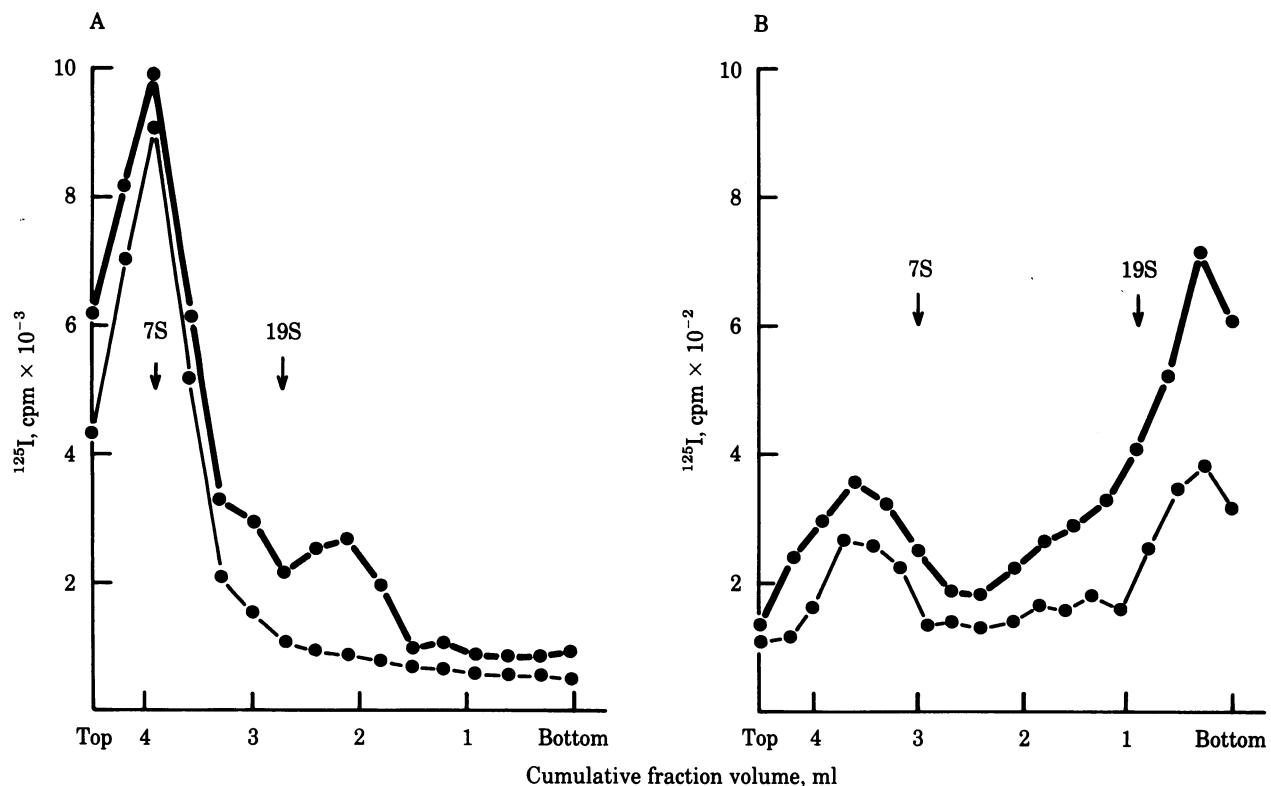 A
B
10
8
6
4
2
7S
19S
¹²⁵I, cpm × 10⁻³
Top 4 3 2 1 Bottom
10
8
6
4
2
7S
19S
¹²⁵I, cpm × 10⁻²
Top 4 3 2 1 Bottom
Cumulative fraction volume, ml